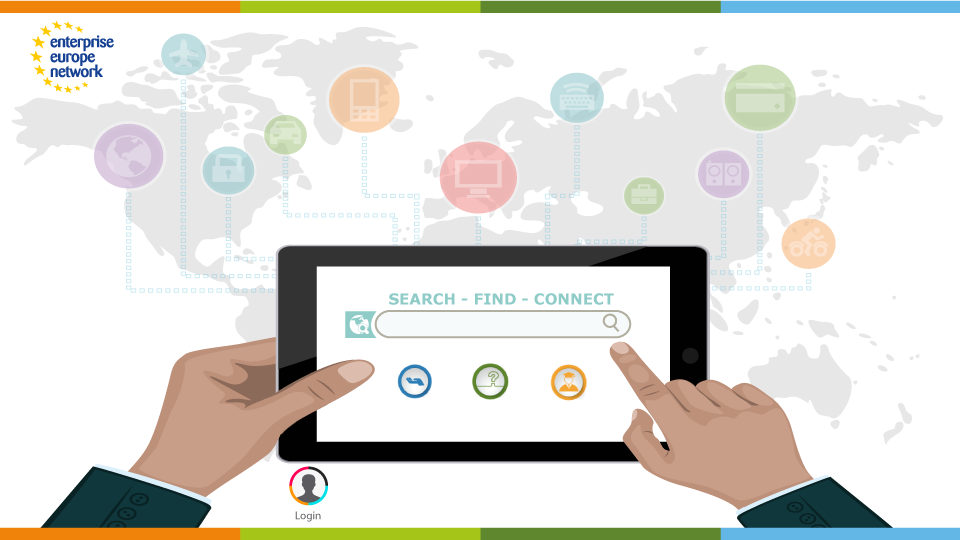 enterprise
europe
network
SEARCH - FIND - CONNECT
?
Login